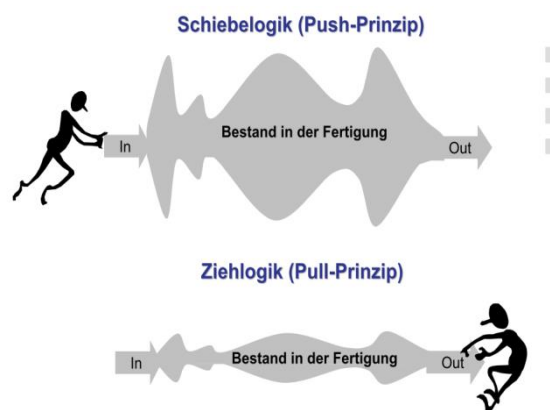 Schiebelogik (Push-Prinzip)
In
Bestand in der Fertigung
Out
Ziehlogik (Pull-Prinzip)
In
Bestand in der Fertigung
Out